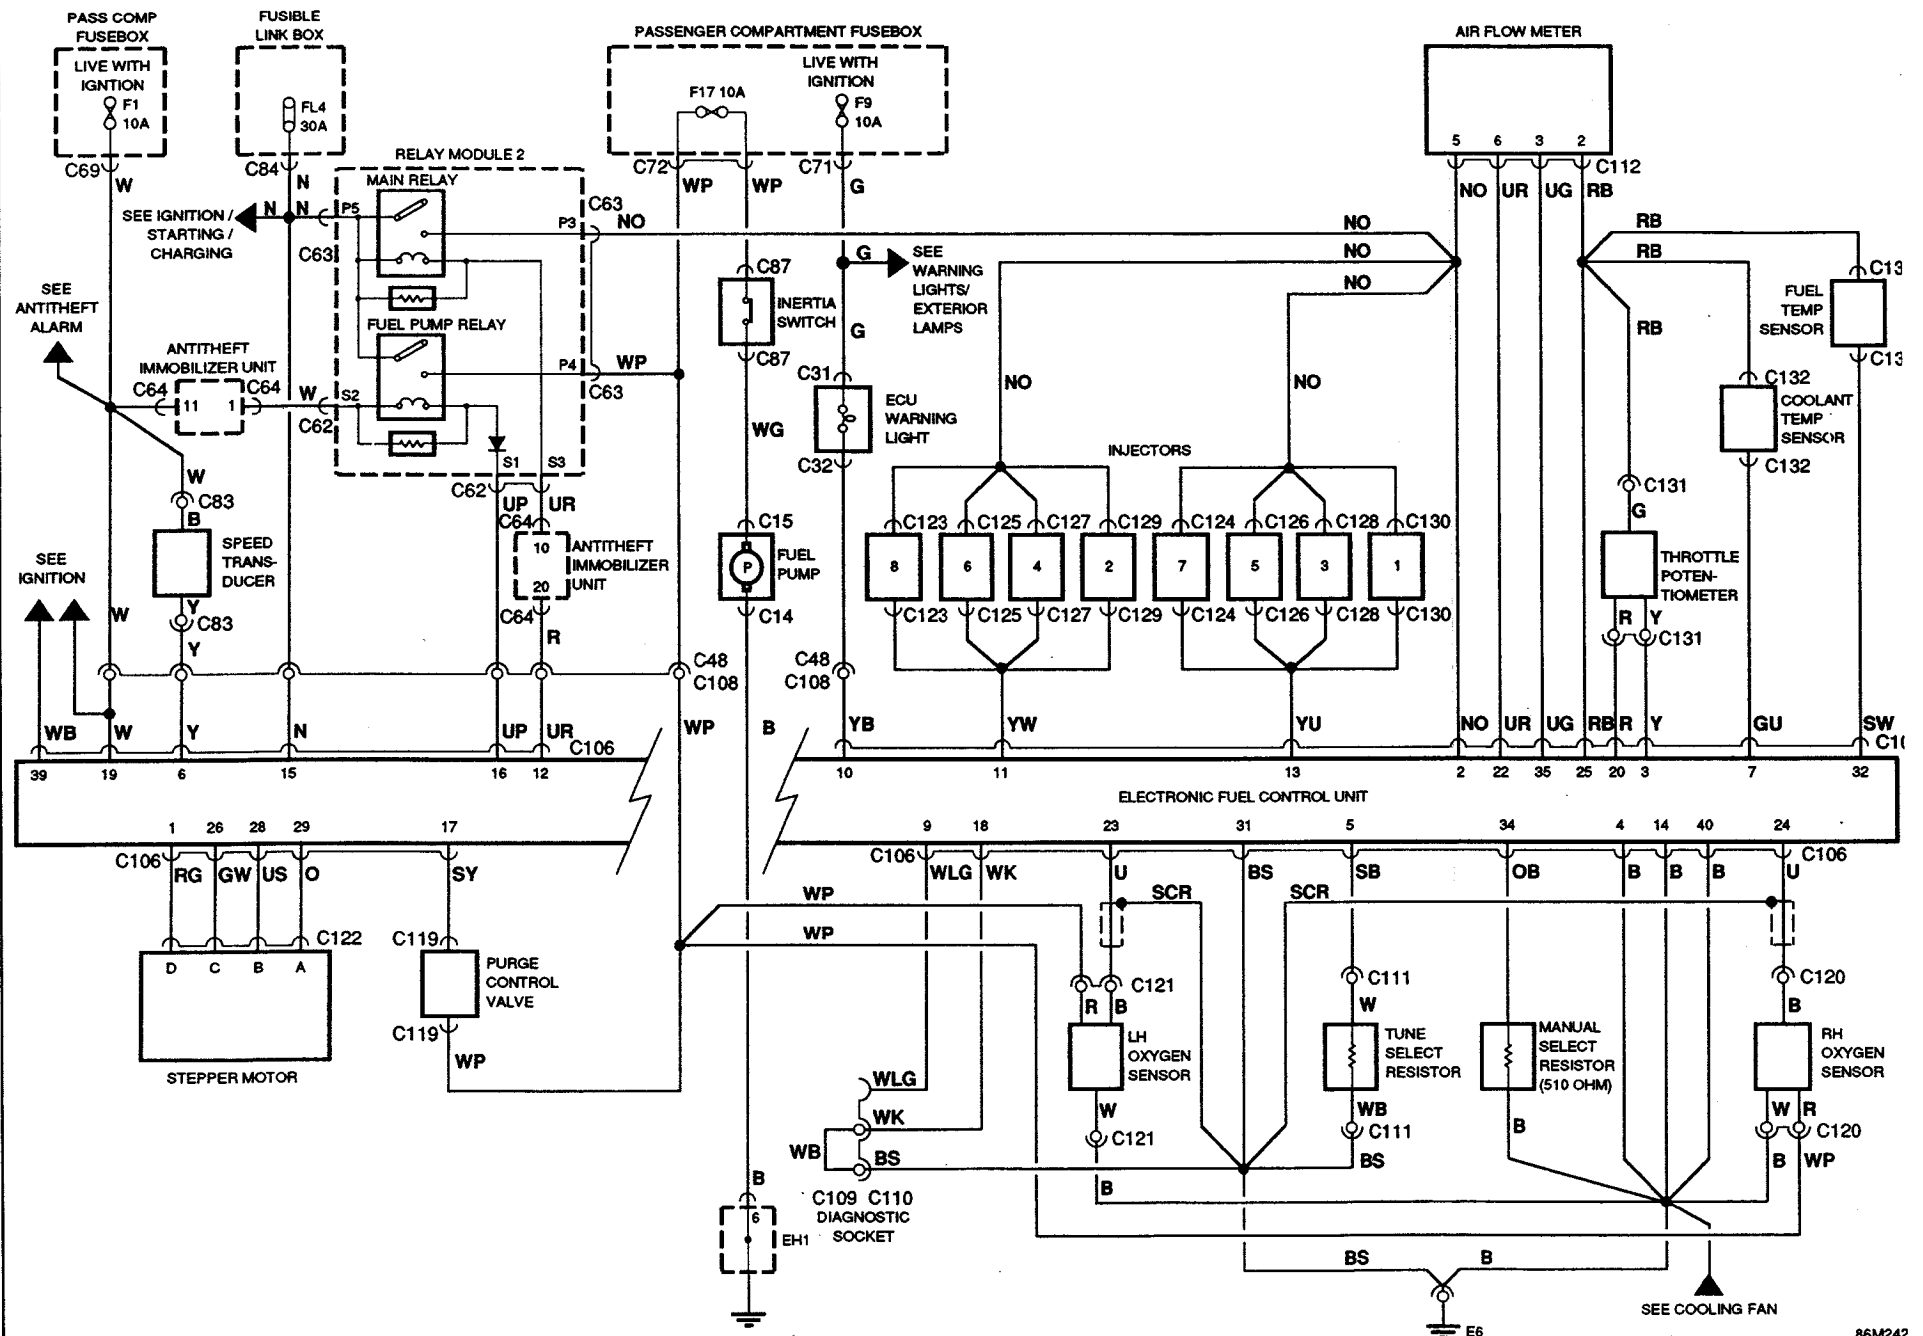 PASS COMP
FUSEBOX
FUSIBLE
LINK BOX
PASSENGER COMPARTMENT FUSEBOX
AIR FLOW METER
LIVE WITH
IGNTION
F1
10A
FL4
30A
F17 10A
LIVE WITH
IGNITION
F9
10A
5 6 3 2
C69
W
C84
N
RELAY MODULE 2
C72
WP
WP
C71
G
C112
NO UR UG RB
MAIN RELAY
SEE IGNITION /
STARTING /
CHARGING
N N
P5
C63
P3
C63
NO
NO
NO
NO
RB
RB
RB
G
SEE
WARNING
LIGHTS/
EXTERIOR
LAMPS
C87
INERTIA
SWITCH
C87
G
C13
FUEL
TEMP
SENSOR
C13
SEE
ANTITHEFT
ALARM
FUEL PUMP RELAY
ANTITHEFT
IMMOBILIZER UNIT
C64
11
1
C64
W
C62
S2
P4
WP
C63
C31
ECU
WARNING
LIGHT
C32
NO
NO
C132
COOLANT
TEMP
SENSOR
C132
WG
INJECTORS
W
C83
B
S1
S3
C62
UP
UR
C64
C131
G
SPEED
TRANS-
DUCER
Y
C83
Y
10
20
ANTITHEFT
IMMOBILIZER
UNIT
C64
R
C15
FUEL
PUMP
P
C14
C123 C125 C127 C129 C124 C126 C128 C130
8 6 4 2 7 5 3 1
C123 C125 C127 C129 C124 C126 C128 C130
THROTTLE
POTEN-
TIOMETER
R Y
C131
SEE
IGNITION
W
C48
C108
C48
C108
WB W Y N UP UR
C106
WP B YB YW YU NO UR UG RB R Y GU SW
C10
39 19 6 15 16 12 10 11 13 2 22 35 25 20 3 7 32
ELECTRONIC FUEL CONTROL UNIT
1 26 28 29 17 9 18 23 31 5 34 4 14 40 24
C106
RG GW US O SY
C106
WLG WK U BS SB OB B B B U
C106
WP
SCR
SCR
WP
C122
D C B A
STEPPER MOTOR
C119
PURGE
CONTROL
VALVE
C119
WP
C121
R B
LH
OXYGEN
SENSOR
W
C121
B
C111
W
TUNE
SELECT
RESISTOR
WB
C111
BS
MANUAL
SELECT
RESISTOR
(510 OHM)
B
C120
B
RH
OXYGEN
SENSOR
W R
C120
B WP
WLG
WK
WB
BS
C109 C110
DIAGNOSTIC
SOCKET
B
6
EH1
BS
B
E6
SEE COOLING FAN
86M242